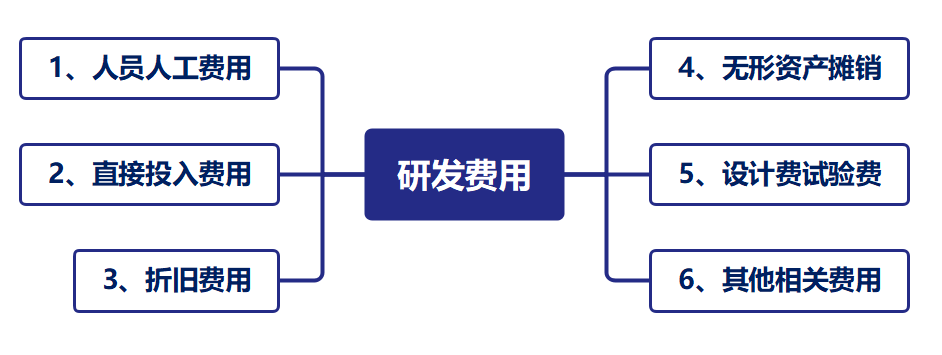 研发费用
1、人员人工费用
2、直接投入费用
3、折旧费用
4、无形资产摊销
5、设计费试验费
6、其他相关费用